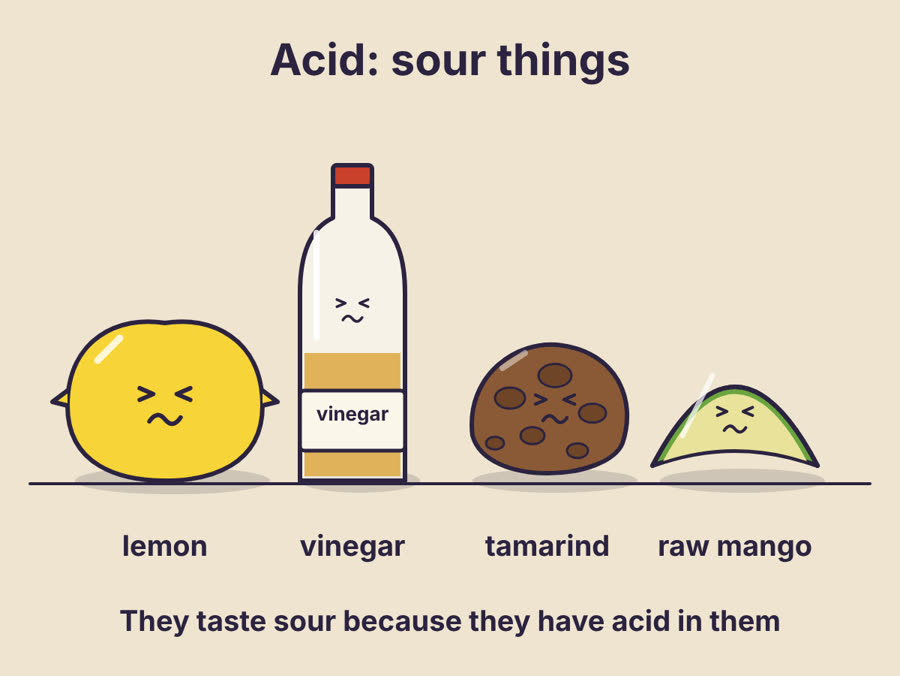 Acid: sour things
vinegar
lemon vinegar tamarind raw mango
They taste sour because they have acid in them